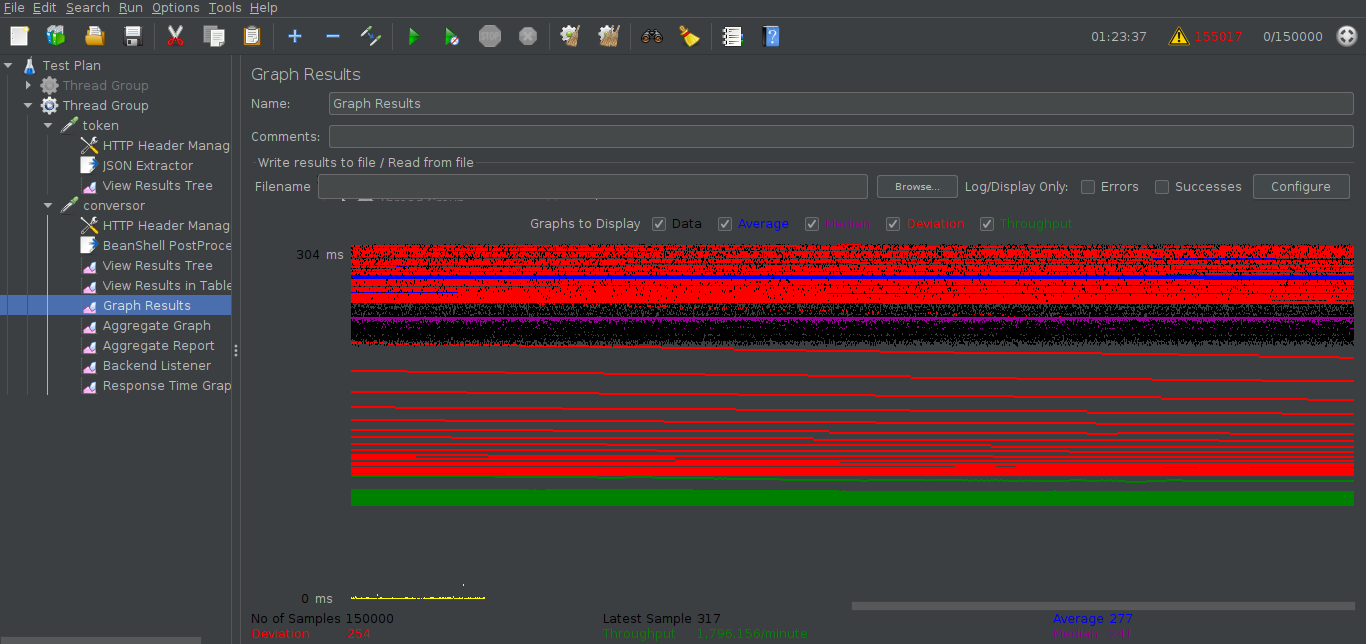 File Edit Search Run Options Tools Help
STOP 01:23:37 155017 0/150000
Test Plan
Thread Group
Thread Group
token
HTTP Header Manag
JSON Extractor
View Results Tree
conversor
HTTP Header Manag
BeanShell PostProce
View Results Tree
View Results in Table
Graph Results
Aggregate Graph
Aggregate Report
Backend Listener
Response Time Grap
Graph Results
Name: Graph Results
Comments:
Write results to file / Read from file
Filename Browse... Log/Display Only: Errors Successes Configure
Graphs to Display Data Average Median Deviation Throughput
304 ms
0 ms
No of Samples 150000 Latest Sample 317 Average 277
Deviation 254 Throughput 1,796.156/minute Median